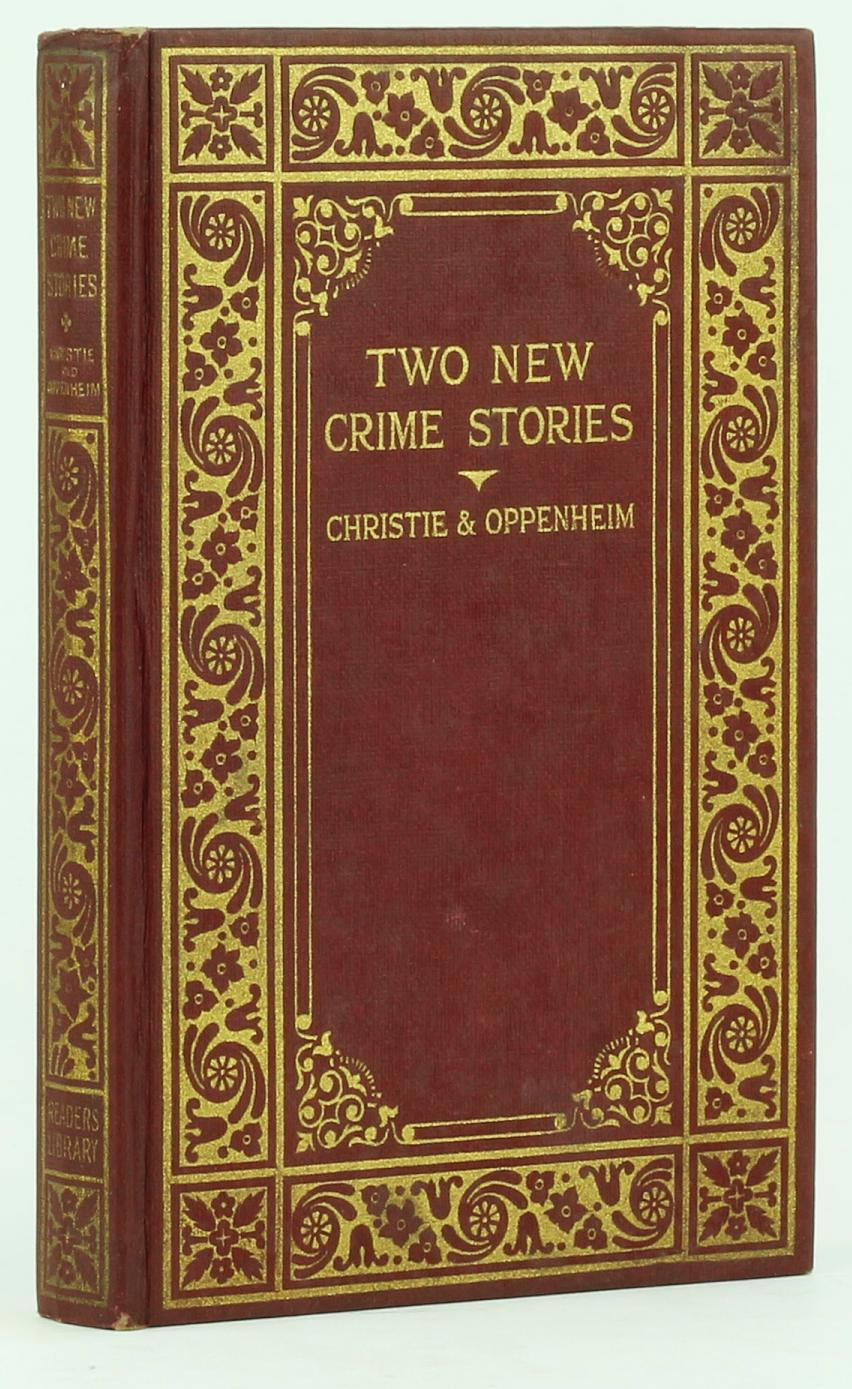 TWO NEW
CRIME STORIES
CHRISTIE & OPPENHEIM
TWO NEW
CRIME
STORIES
CHRISTIE
AND
OPPENHEIM
READERS
LIBRARY